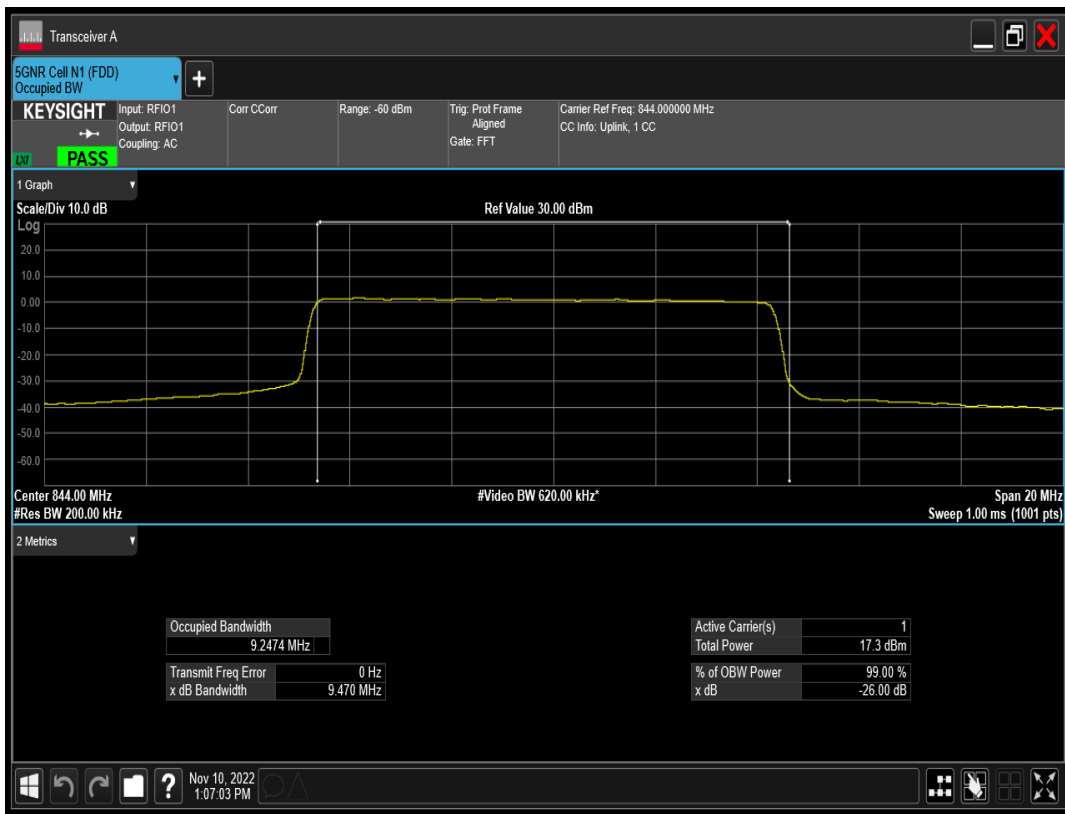 Transceiver A
5GNR Cell N1 (FDD)
Occupied BW
+
KEYSIGHT
LXI
PASS
Input: RFIO1
Output: RFIO1
Coupling: AC
Corr CCorr
Range: -60 dBm
Trig: Prot Frame
Aligned
Gate: FFT
Carrier Ref Freq: 844.000000 MHz
CC Info: Uplink, 1 CC
1 Graph
Scale/Div 10.0 dB
Ref Value 30.00 dBm
Log
20.0
10.0
0.00
-10.0
-20.0
-30.0
-40.0
-50.0
-60.0
Center 844.00 MHz
#Video BW 620.00 kHz*
Span 20 MHz
#Res BW 200.00 kHz
Sweep 1.00 ms (1001 pts)
2 Metrics
Occupied Bandwidth
9.2474 MHz
Transmit Freq Error 0 Hz
x dB Bandwidth 9.470 MHz
Active Carrier(s) 1
Total Power 17.3 dBm
% of OBW Power 99.00 %
x dB -26.00 dB
?
Nov 10, 2022
1:07:03 PM